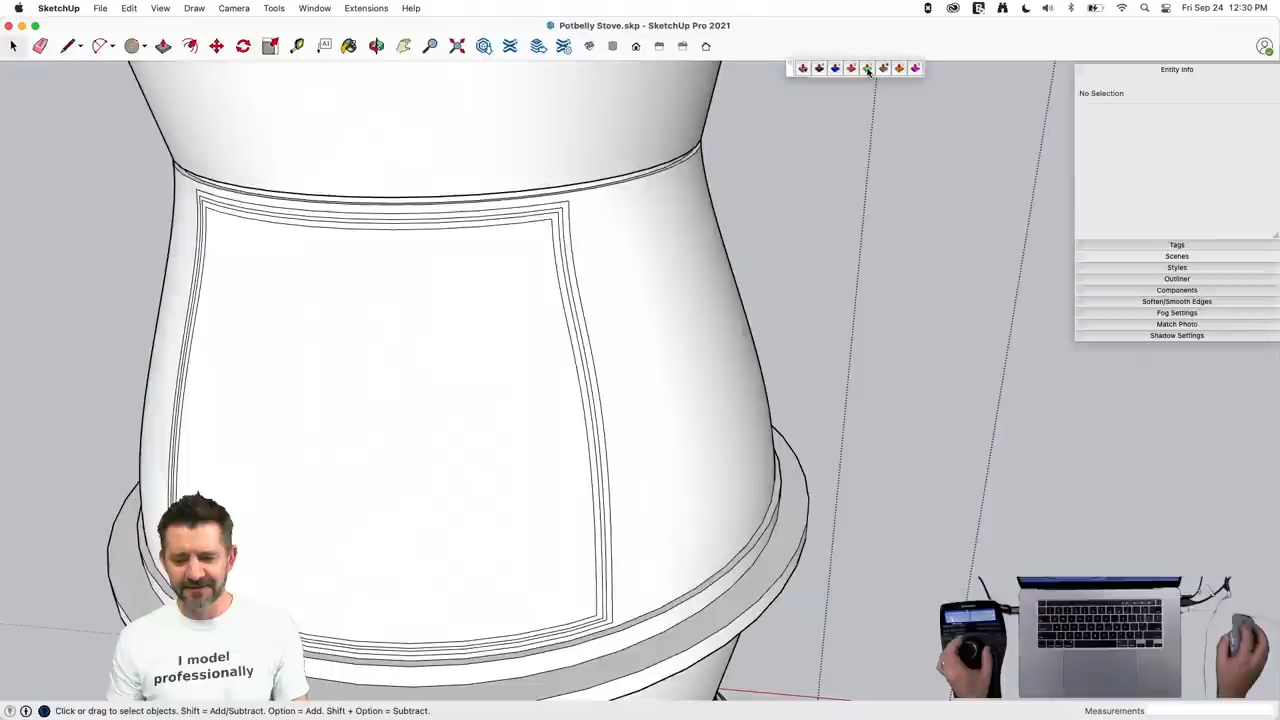 SketchUp File Edit View Draw Camera Tools Window Extensions Help
Fri Sep 24 12:30 PM
Potbelly Stove.skp - SketchUp Pro 2021
A1
Entity Info
No Selection
Tags
Scenes
Styles
Outliner
Components
Soften/Smooth Edges
Fog Settings
Match Photo
Shadow Settings
I model
professionally
Click or drag to select objects. Shift = Add/Subtract. Option = Add. Shift + Option = Subtract.
Measurements